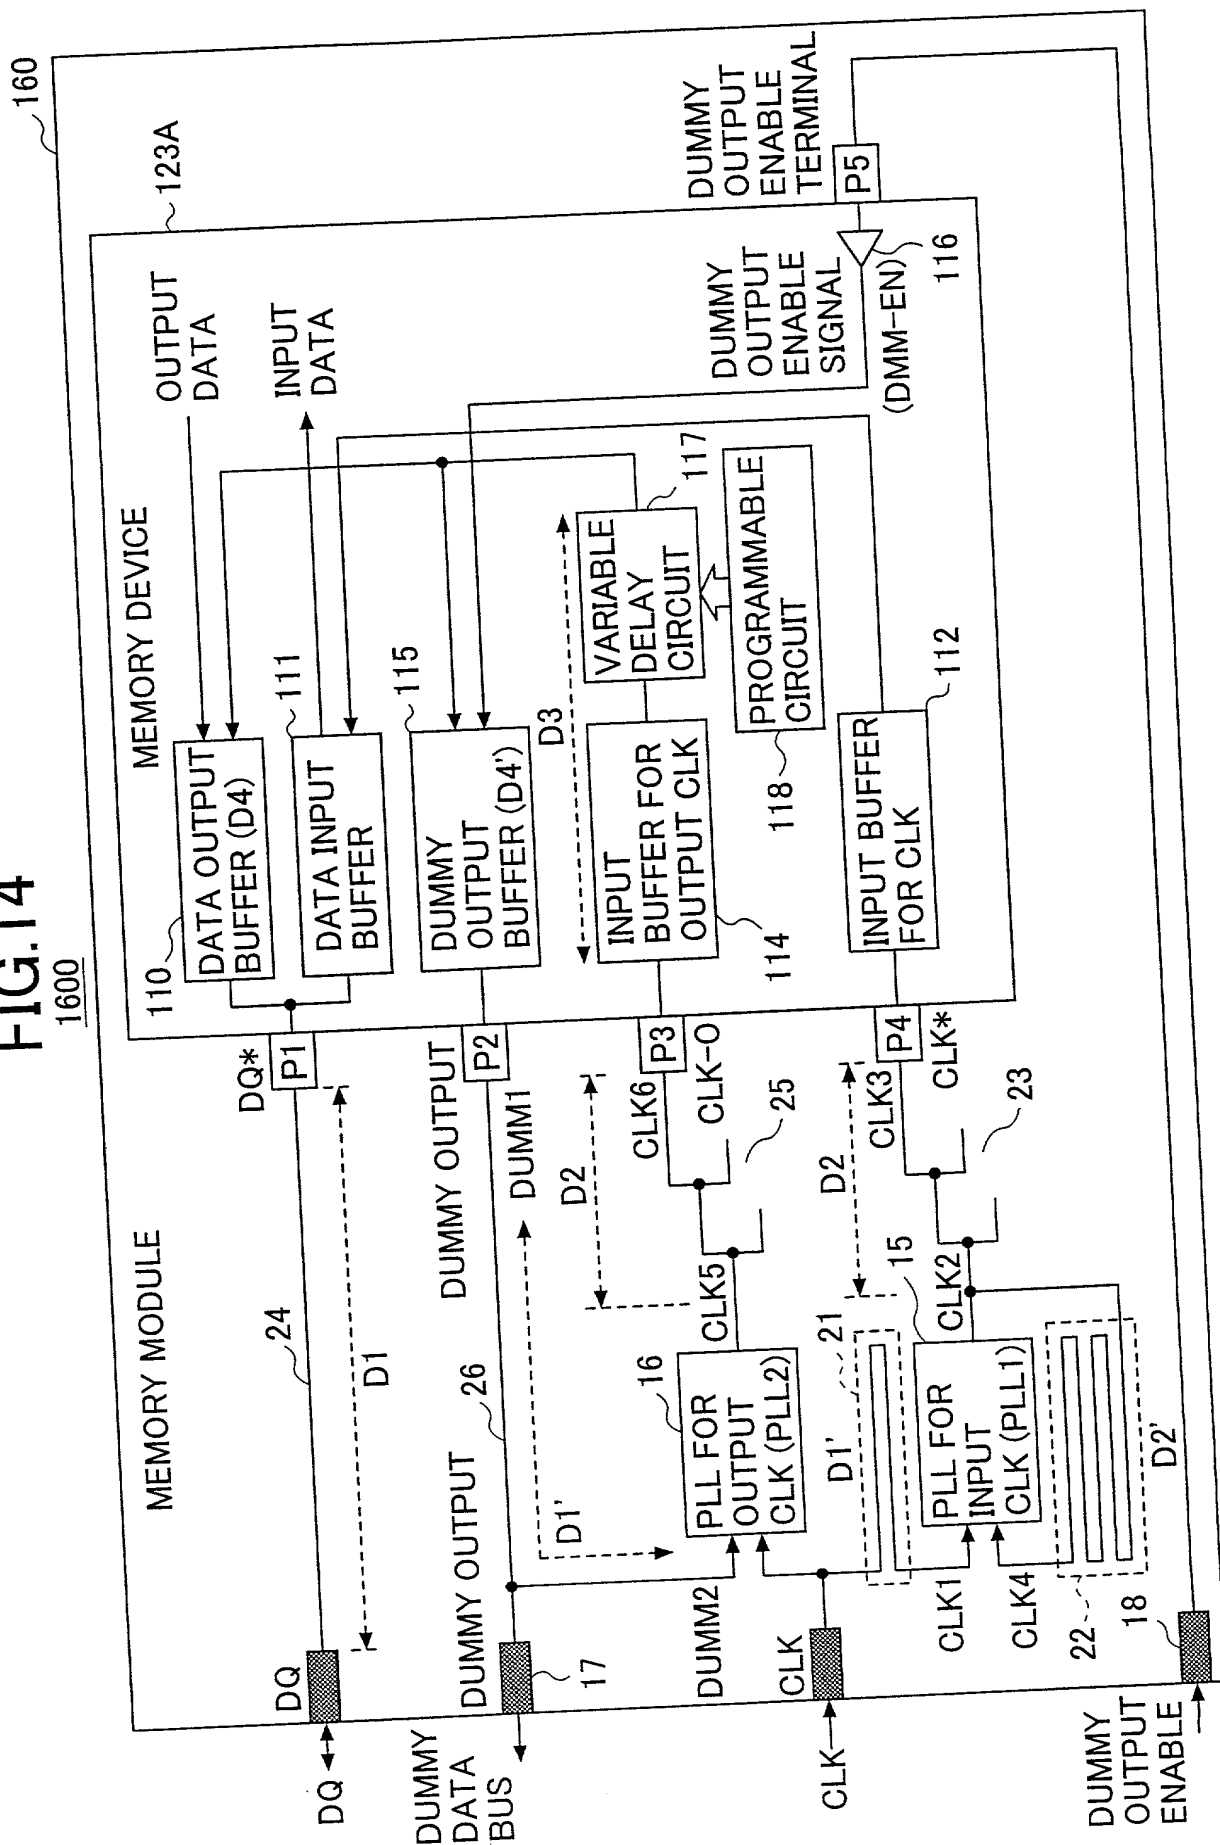 FIG.14
1600
160
123A
MEMORY MODULE
MEMORY DEVICE
OUTPUT
DATA
INPUT
DATA
DQ
DQ
24
D1
DQ*
P1
110
DATA OUTPUT
BUFFER (D4)
111
DATA INPUT
BUFFER
DUMMY
DATA
BUS
DUMMY OUTPUT
17
26
DUMMY OUTPUT
DUMM1
P2
115
DUMMY
OUTPUT
BUFFER (D4')
D1'
DUMM2
16
PLL FOR
OUTPUT
CLK (PLL2)
CLK5
D2
CLK6
P3
CLK-O
25
D3
INPUT
BUFFER FOR
OUTPUT CLK
114
VARIABLE
DELAY
CIRCUIT
117
PROGRAMMABLE
CIRCUIT
118
CLK
CLK
D1'
21
CLK1
CLK4
15
PLL FOR
INPUT
CLK (PLL1)
CLK2
D2
CLK3
P4
CLK*
23
INPUT BUFFER
FOR CLK
112
22
D2'
18
DUMMY
OUTPUT
ENABLE
DUMMY
OUTPUT
ENABLE
SIGNAL
(DMM-EN)
116
DUMMY
OUTPUT
ENABLE
TERMINAL
P5